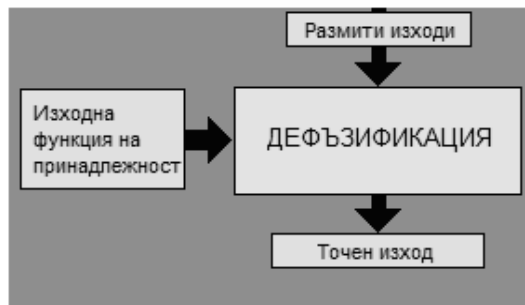 Размити изходи
Изходна
функция на
принадлежност
ДЕФЪЗИФИКАЦИЯ
Точен изход